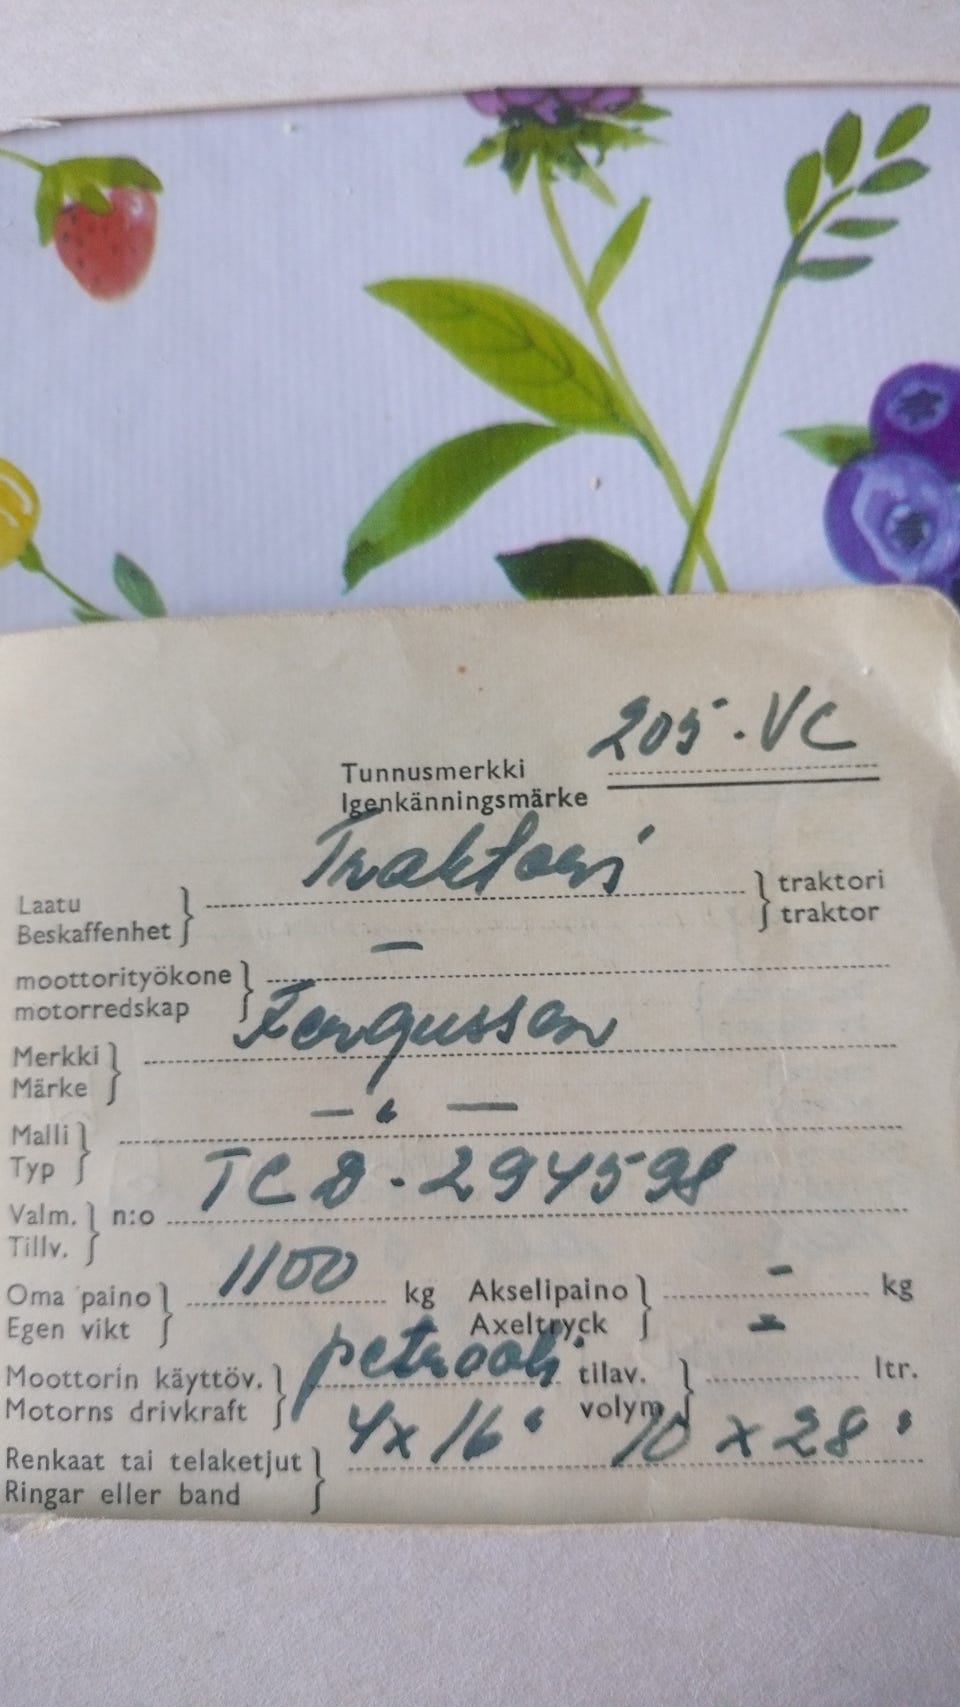 205-VC
Tunnusmerkki
Igenkänningsmärke
Traktori
Laatu
Beskaffenhet
traktori
traktor
—
moottorityökone
motorredskap
Fergusson
Merkki
Märke
— " —
Malli
Typ
TCD-294598
Valm.
Tillv.
n:o
1100
Oma paino
Egen vikt
kg
Akselipaino
Axeltryck
-
kg
petrooli
Moottorin käyttöv.
Motorns drivkraft
tilav.
volym
ltr.
4x16" 10x28"
Renkaat tai telaketjut
Ringar eller band